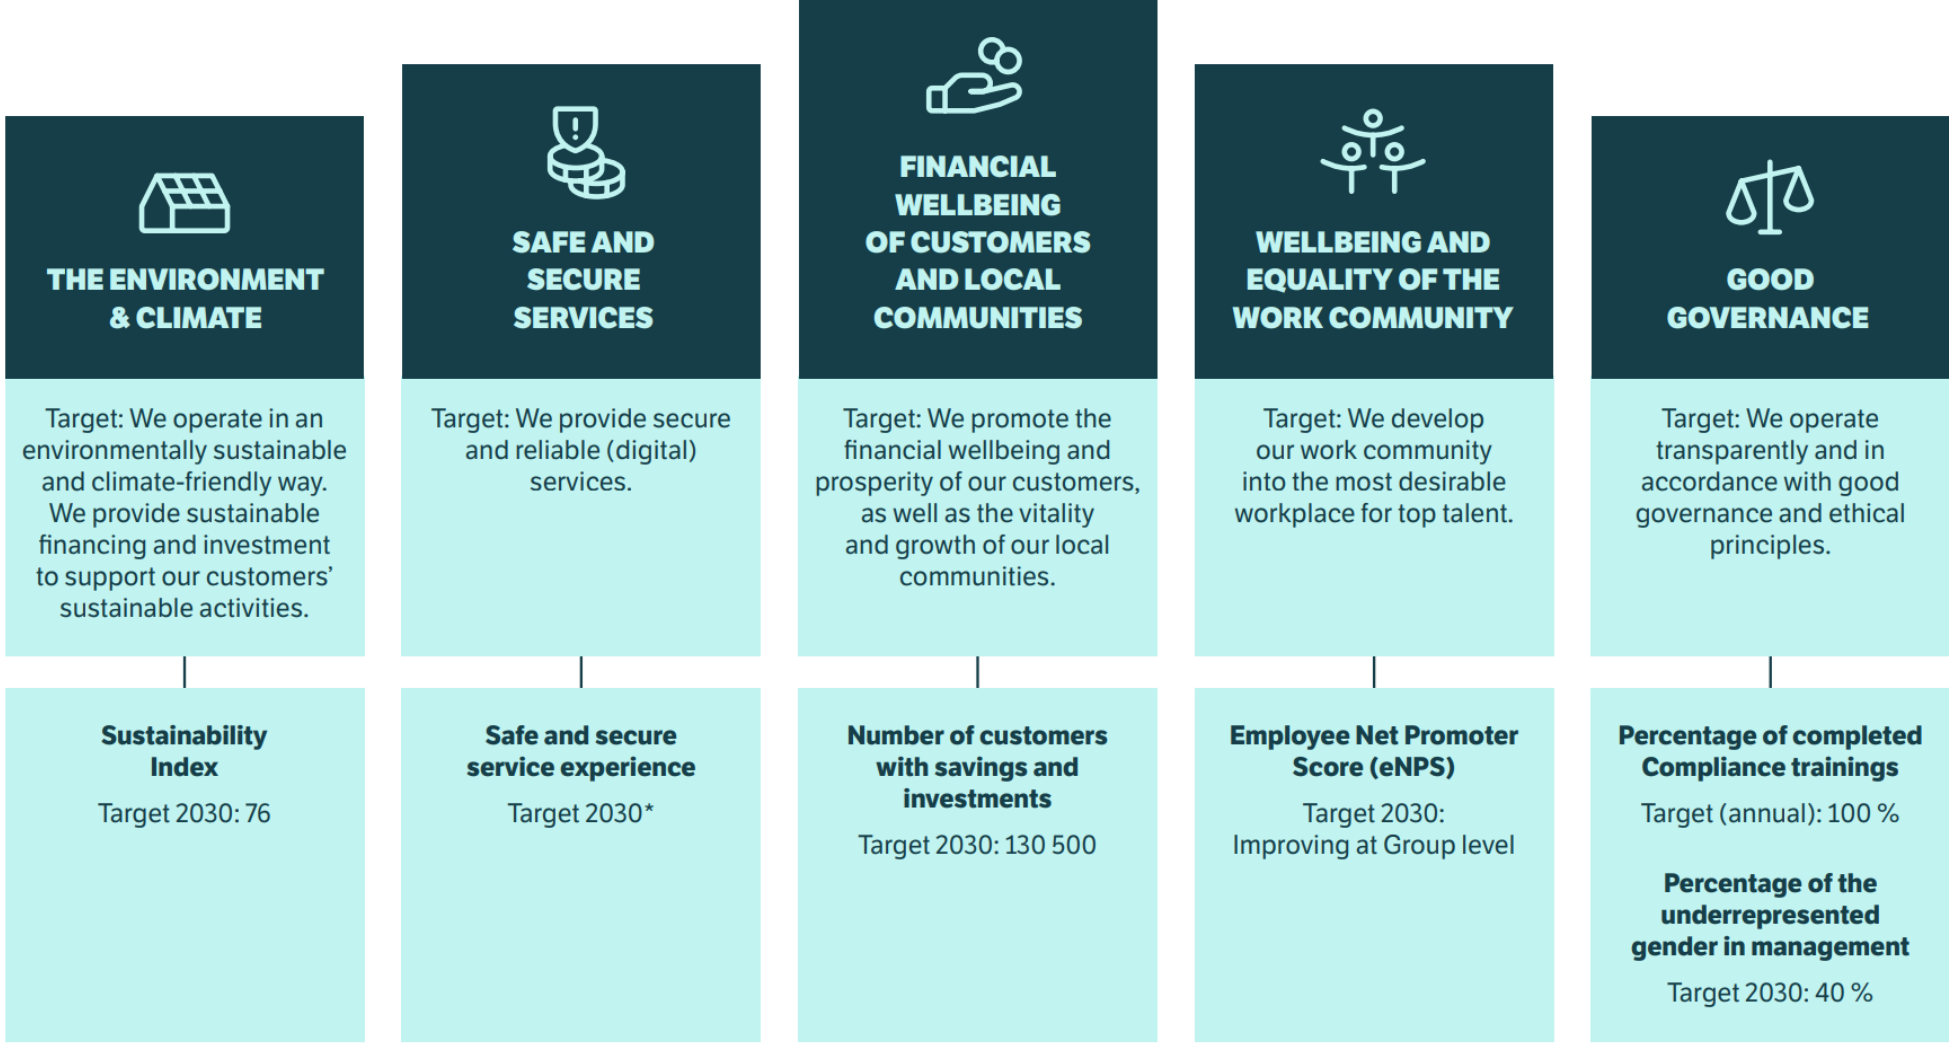 THE ENVIRONMENT
& CLIMATE
Target: We operate in an
environmentally sustainable
and climate-friendly way.
We provide sustainable
financing and investment
to support our customers’
sustainable activities.
Sustainability
Index
Target 2030: 76
SAFE AND
SECURE
SERVICES
Target: We provide secure
and reliable (digital)
services.
Safe and secure
service experience
Target 2030*
FINANCIAL
WELLBEING
OF CUSTOMERS
AND LOCAL
COMMUNITIES
Target: We promote the
financial wellbeing and
prosperity of our customers,
as well as the vitality
and growth of our local
communities.
Number of customers
with savings and
investments
Target 2030: 130 500
WELLBEING AND
EQUALITY OF THE
WORK COMMUNITY
Target: We develop
our work community
into the most desirable
workplace for top talent.
Employee Net Promoter
Score (eNPS)
Target 2030:
Improving at Group level
GOOD
GOVERNANCE
Target: We operate
transparently and in
accordance with good
governance and ethical
principles.
Percentage of completed
Compliance trainings
Target (annual): 100 %
Percentage of the
underrepresented
gender in management
Target 2030: 40 %